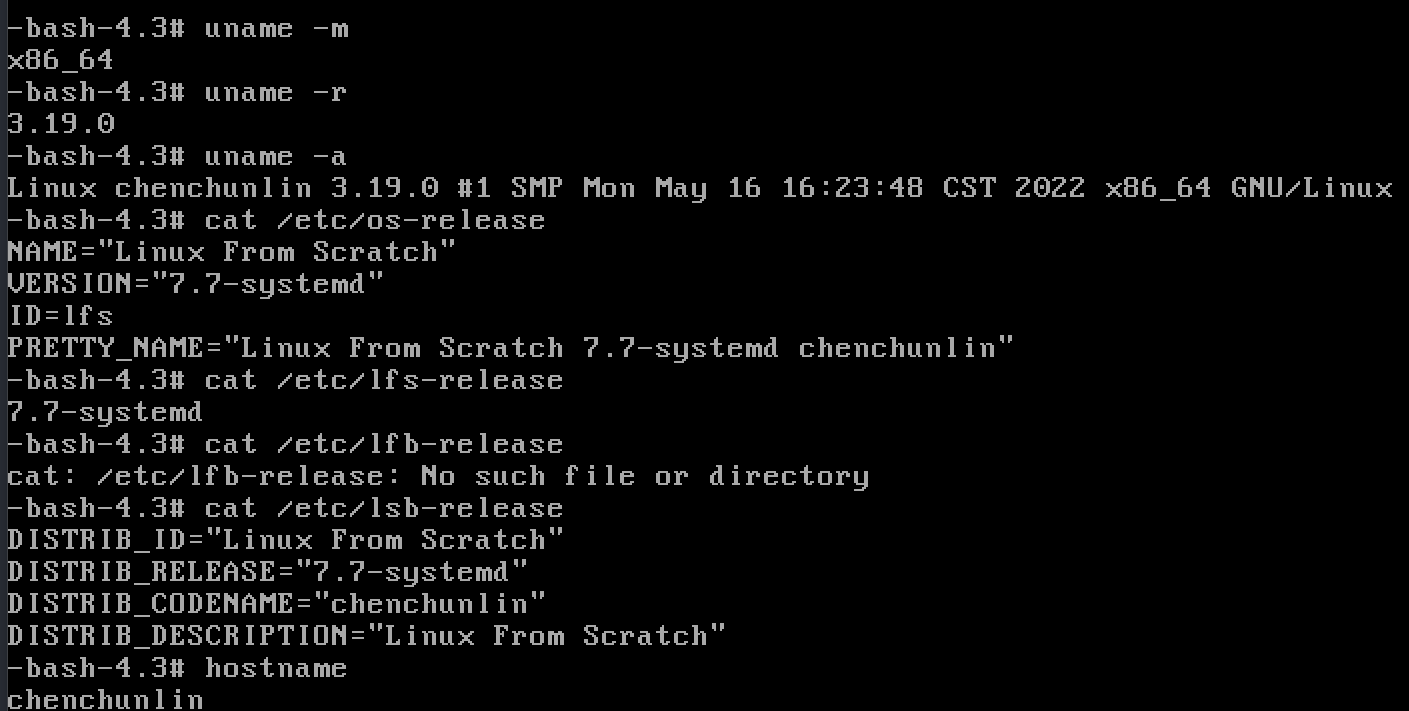 -bash-4.3# uname -m
x86_64
-bash-4.3# uname -r
3.19.0
-bash-4.3# uname -a
Linux chenchunlin 3.19.0 #1 SMP Mon May 16 16:23:48 CST 2022 x86_64 GNU/Linux
-bash-4.3# cat /etc/os-release
NAME="Linux From Scratch"
VERSION="7.7-systemd"
ID=lfs
PRETTY_NAME="Linux From Scratch 7.7-systemd chenchunlin"
-bash-4.3# cat /etc/lfs-release
7.7-systemd
-bash-4.3# cat /etc/lfb-release
cat: /etc/lfb-release: No such file or directory
-bash-4.3# cat /etc/lsb-release
DISTRIB_ID="Linux From Scratch"
DISTRIB_RELEASE="7.7-systemd"
DISTRIB_CODENAME="chenchunlin"
DISTRIB_DESCRIPTION="Linux From Scratch"
-bash-4.3# hostname
chenchunlin